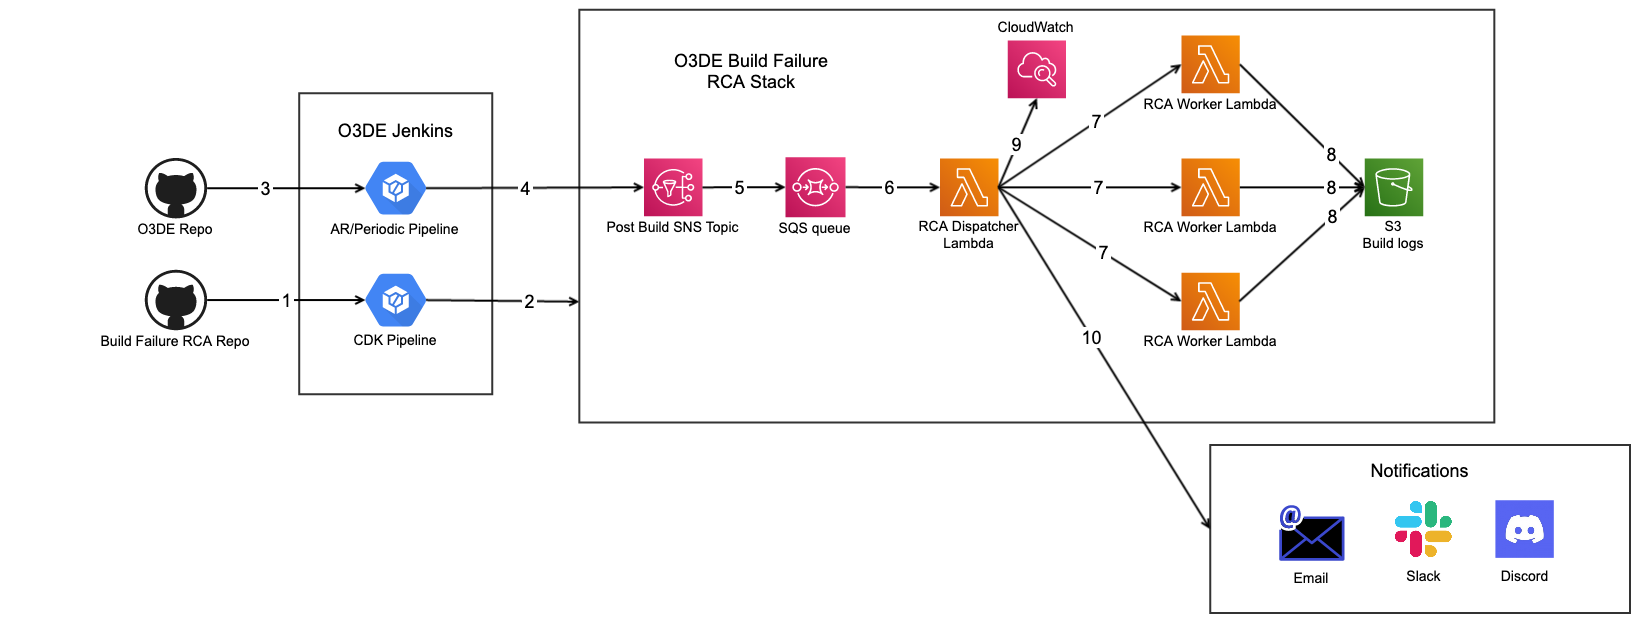 CloudWatch
O3DE Build Failure
RCA Stack
RCA Worker Lambda
O3DE Jenkins
9
7
8
3
4
5
6
7
8
8
O3DE Repo
AR/Periodic Pipeline
Post Build SNS Topic
SQS queue
RCA Dispatcher
Lambda
RCA Worker Lambda
S3
Build logs
7
1
2
Build Failure RCA Repo
CDK Pipeline
RCA Worker Lambda
10
Notifications
@
Email
Slack
Discord